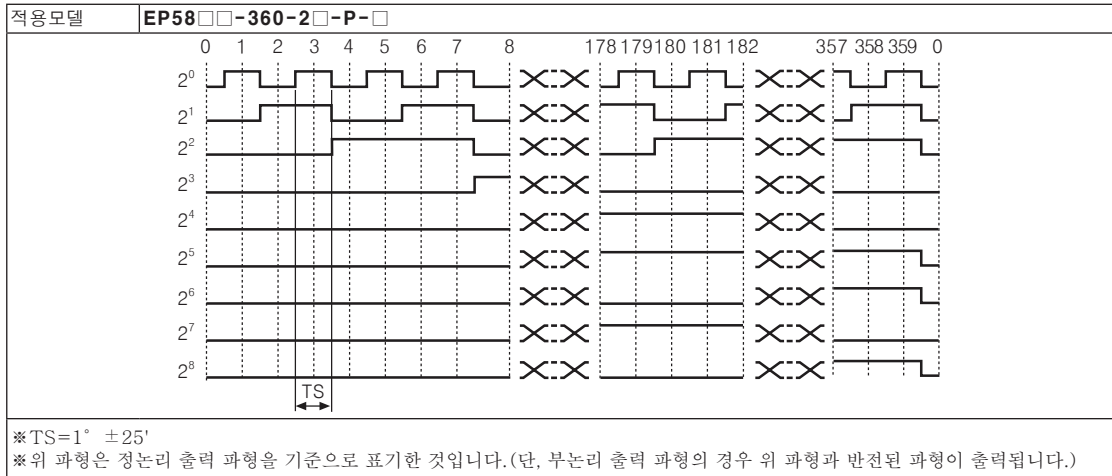 적용모델 EP58□□-360-2□-P-□
0 1 2 3 4 5 6 7 8 178 179 180 181 182 357 358 359 0
2⁰
2¹
2²
2³
2⁴
2⁵
2⁶
2⁷
2⁸
TS
※TS=1° ±25'
※위 파형은 정논리 출력 파형을 기준으로 표기한 것입니다.(단, 부논리 출력 파형의 경우 위 파형과 반전된 파형이 출력됩니다.)